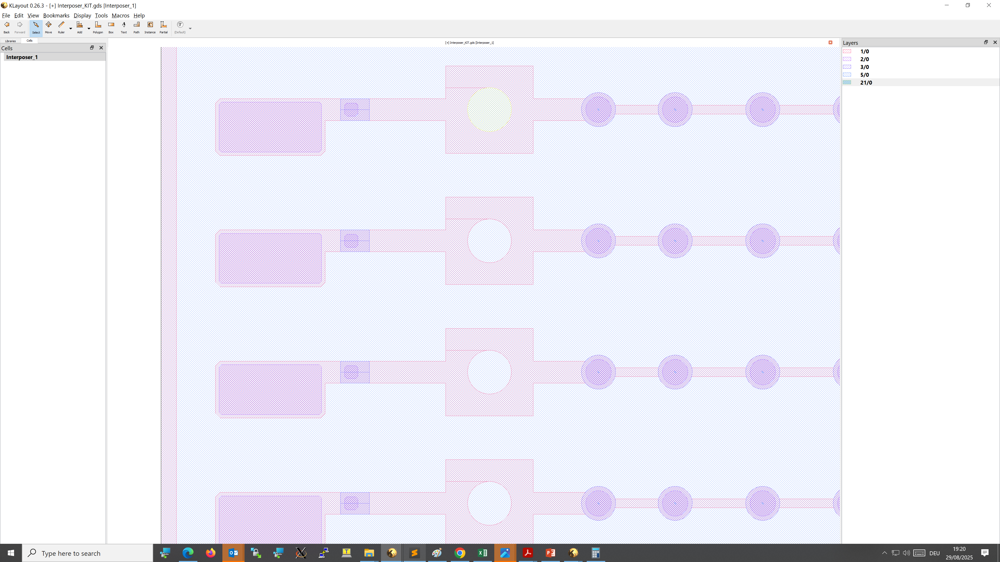 KLayout 0.26.3 - [+] Interposer_KIT.gds [Interposer_1]
File Edit View Bookmarks Display Tools Macros Help
Back Forward Select Move Ruler Add Polygon Box Text Path Instance Partial (Default)
Libraries Cells
[+] Interposer_KIT.gds [Interposer_1]
Cells
Interposer_1
Layers
1/0
2/0
3/0
5/0
21/0
Type here to search
DEU
19:20
29/08/2025